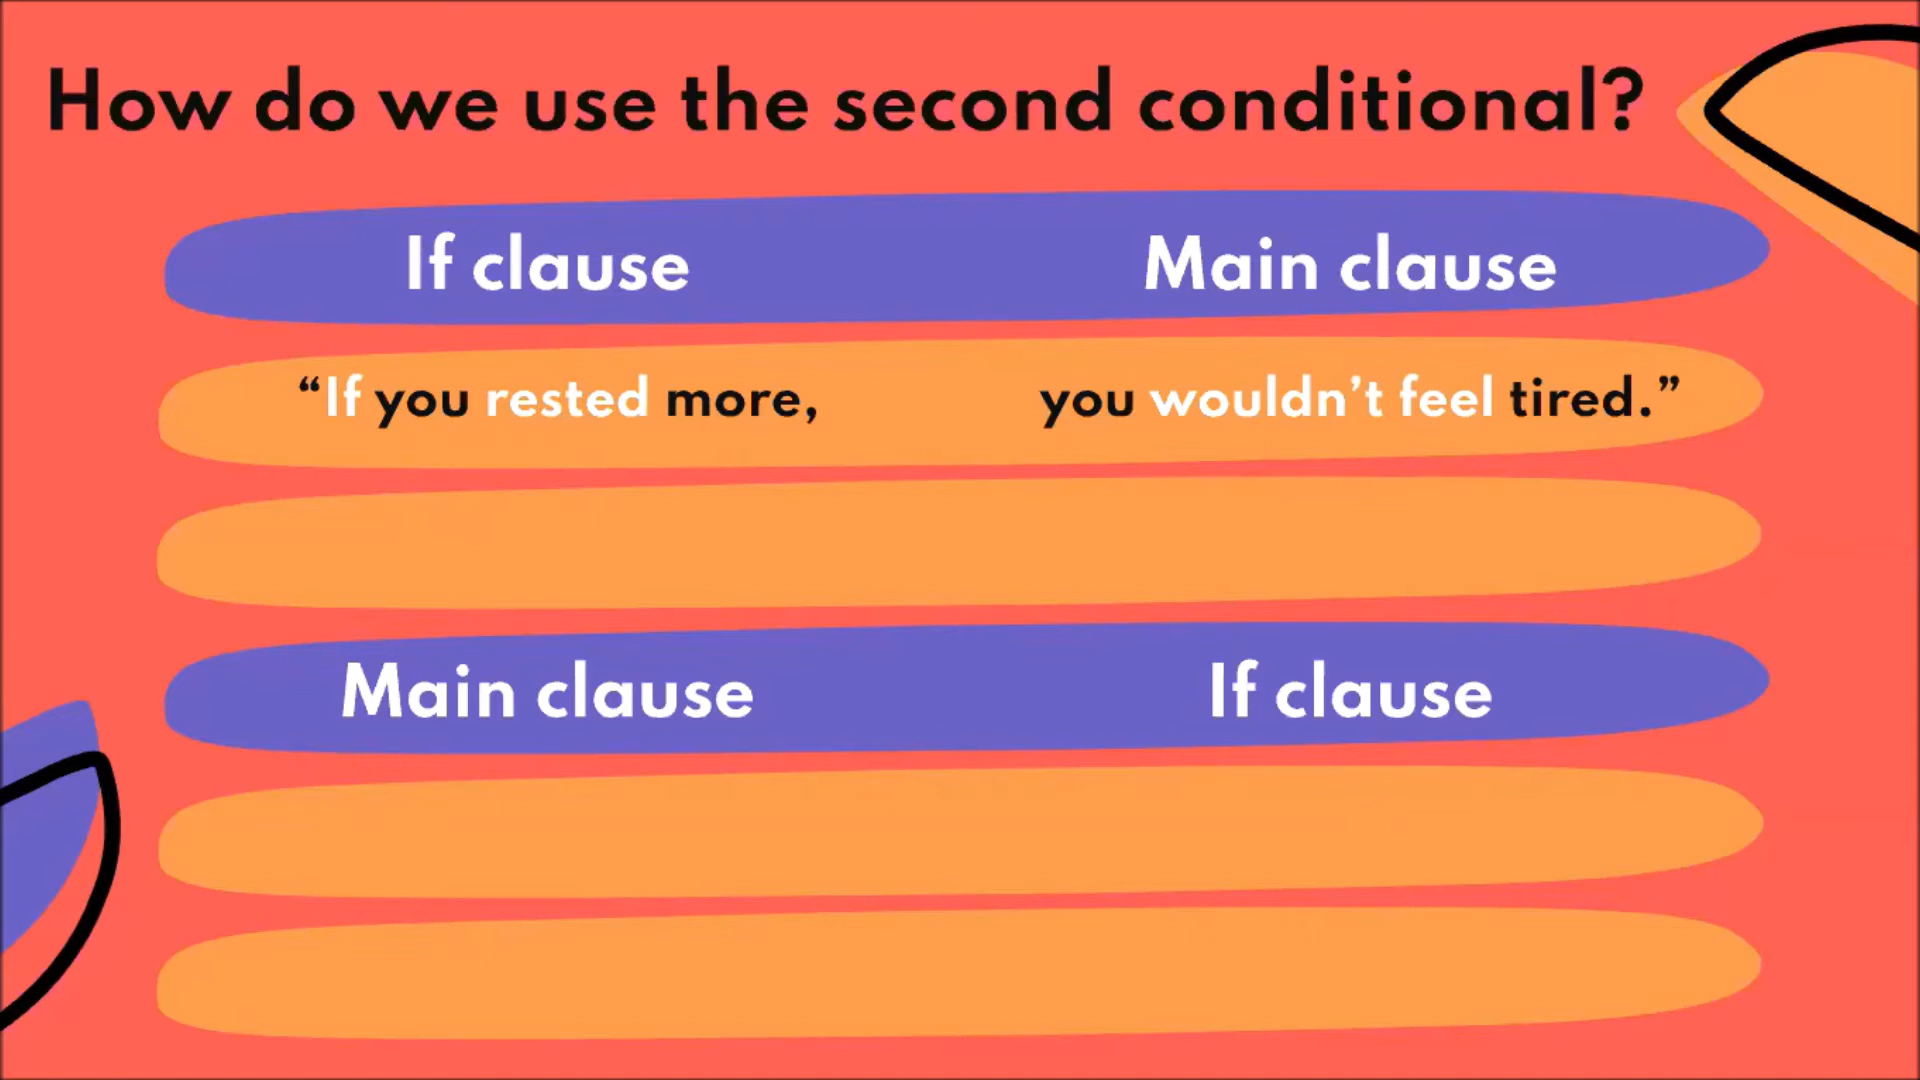 How do we use the second conditional?
If clause Main clause
“If you rested more, you wouldn’t feel tired.”
Main clause If clause